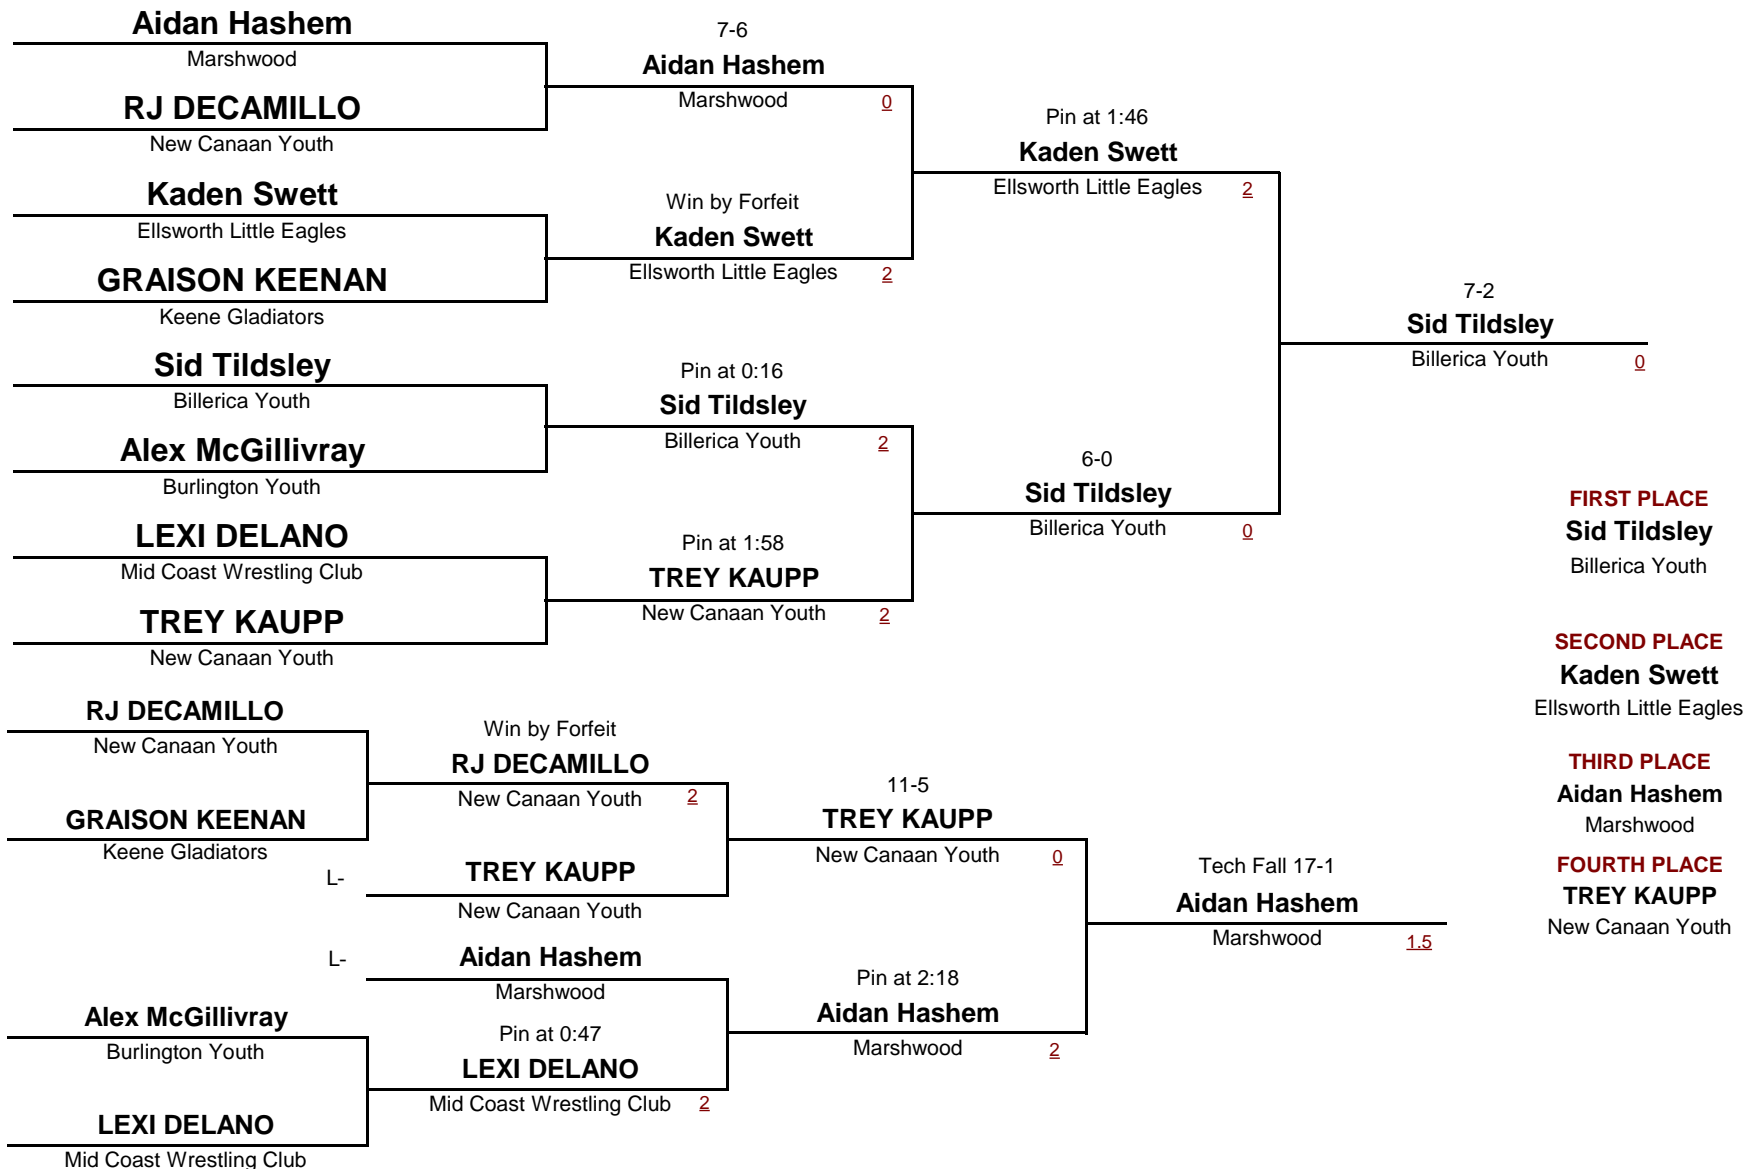 Aidan Hashem
Marshwood
RJ DECAMILLO
New Canaan Youth
Kaden Swett
Ellsworth Little Eagles
GRAISON KEENAN
Keene Gladiators
Sid Tildsley
Billerica Youth
Alex McGillivray
Burlington Youth
LEXI DELANO
Mid Coast Wrestling Club
TREY KAUPP
New Canaan Youth
7-6
Aidan Hashem
Marshwood 0
Win by Forfeit
Kaden Swett
Ellsworth Little Eagles 2
Pin at 0:16
Sid Tildsley
Billerica Youth 2
Pin at 1:58
TREY KAUPP
New Canaan Youth 2
Pin at 1:46
Kaden Swett
Ellsworth Little Eagles 2
6-0
Sid Tildsley
Billerica Youth 0
7-2
Sid Tildsley
Billerica Youth 0
RJ DECAMILLO
New Canaan Youth
GRAISON KEENAN
Keene Gladiators
Alex McGillivray
Burlington Youth
LEXI DELANO
Mid Coast Wrestling Club
Win by Forfeit
RJ DECAMILLO
New Canaan Youth 2
L- TREY KAUPP
New Canaan Youth
L- Aidan Hashem
Marshwood
Pin at 0:47
LEXI DELANO
Mid Coast Wrestling Club 2
11-5
TREY KAUPP
New Canaan Youth 0
Pin at 2:18
Aidan Hashem
Marshwood 2
Tech Fall 17-1
Aidan Hashem
Marshwood 1.5
FIRST PLACE
Sid Tildsley
Billerica Youth
SECOND PLACE
Kaden Swett
Ellsworth Little Eagles
THIRD PLACE
Aidan Hashem
Marshwood
FOURTH PLACE
TREY KAUPP
New Canaan Youth